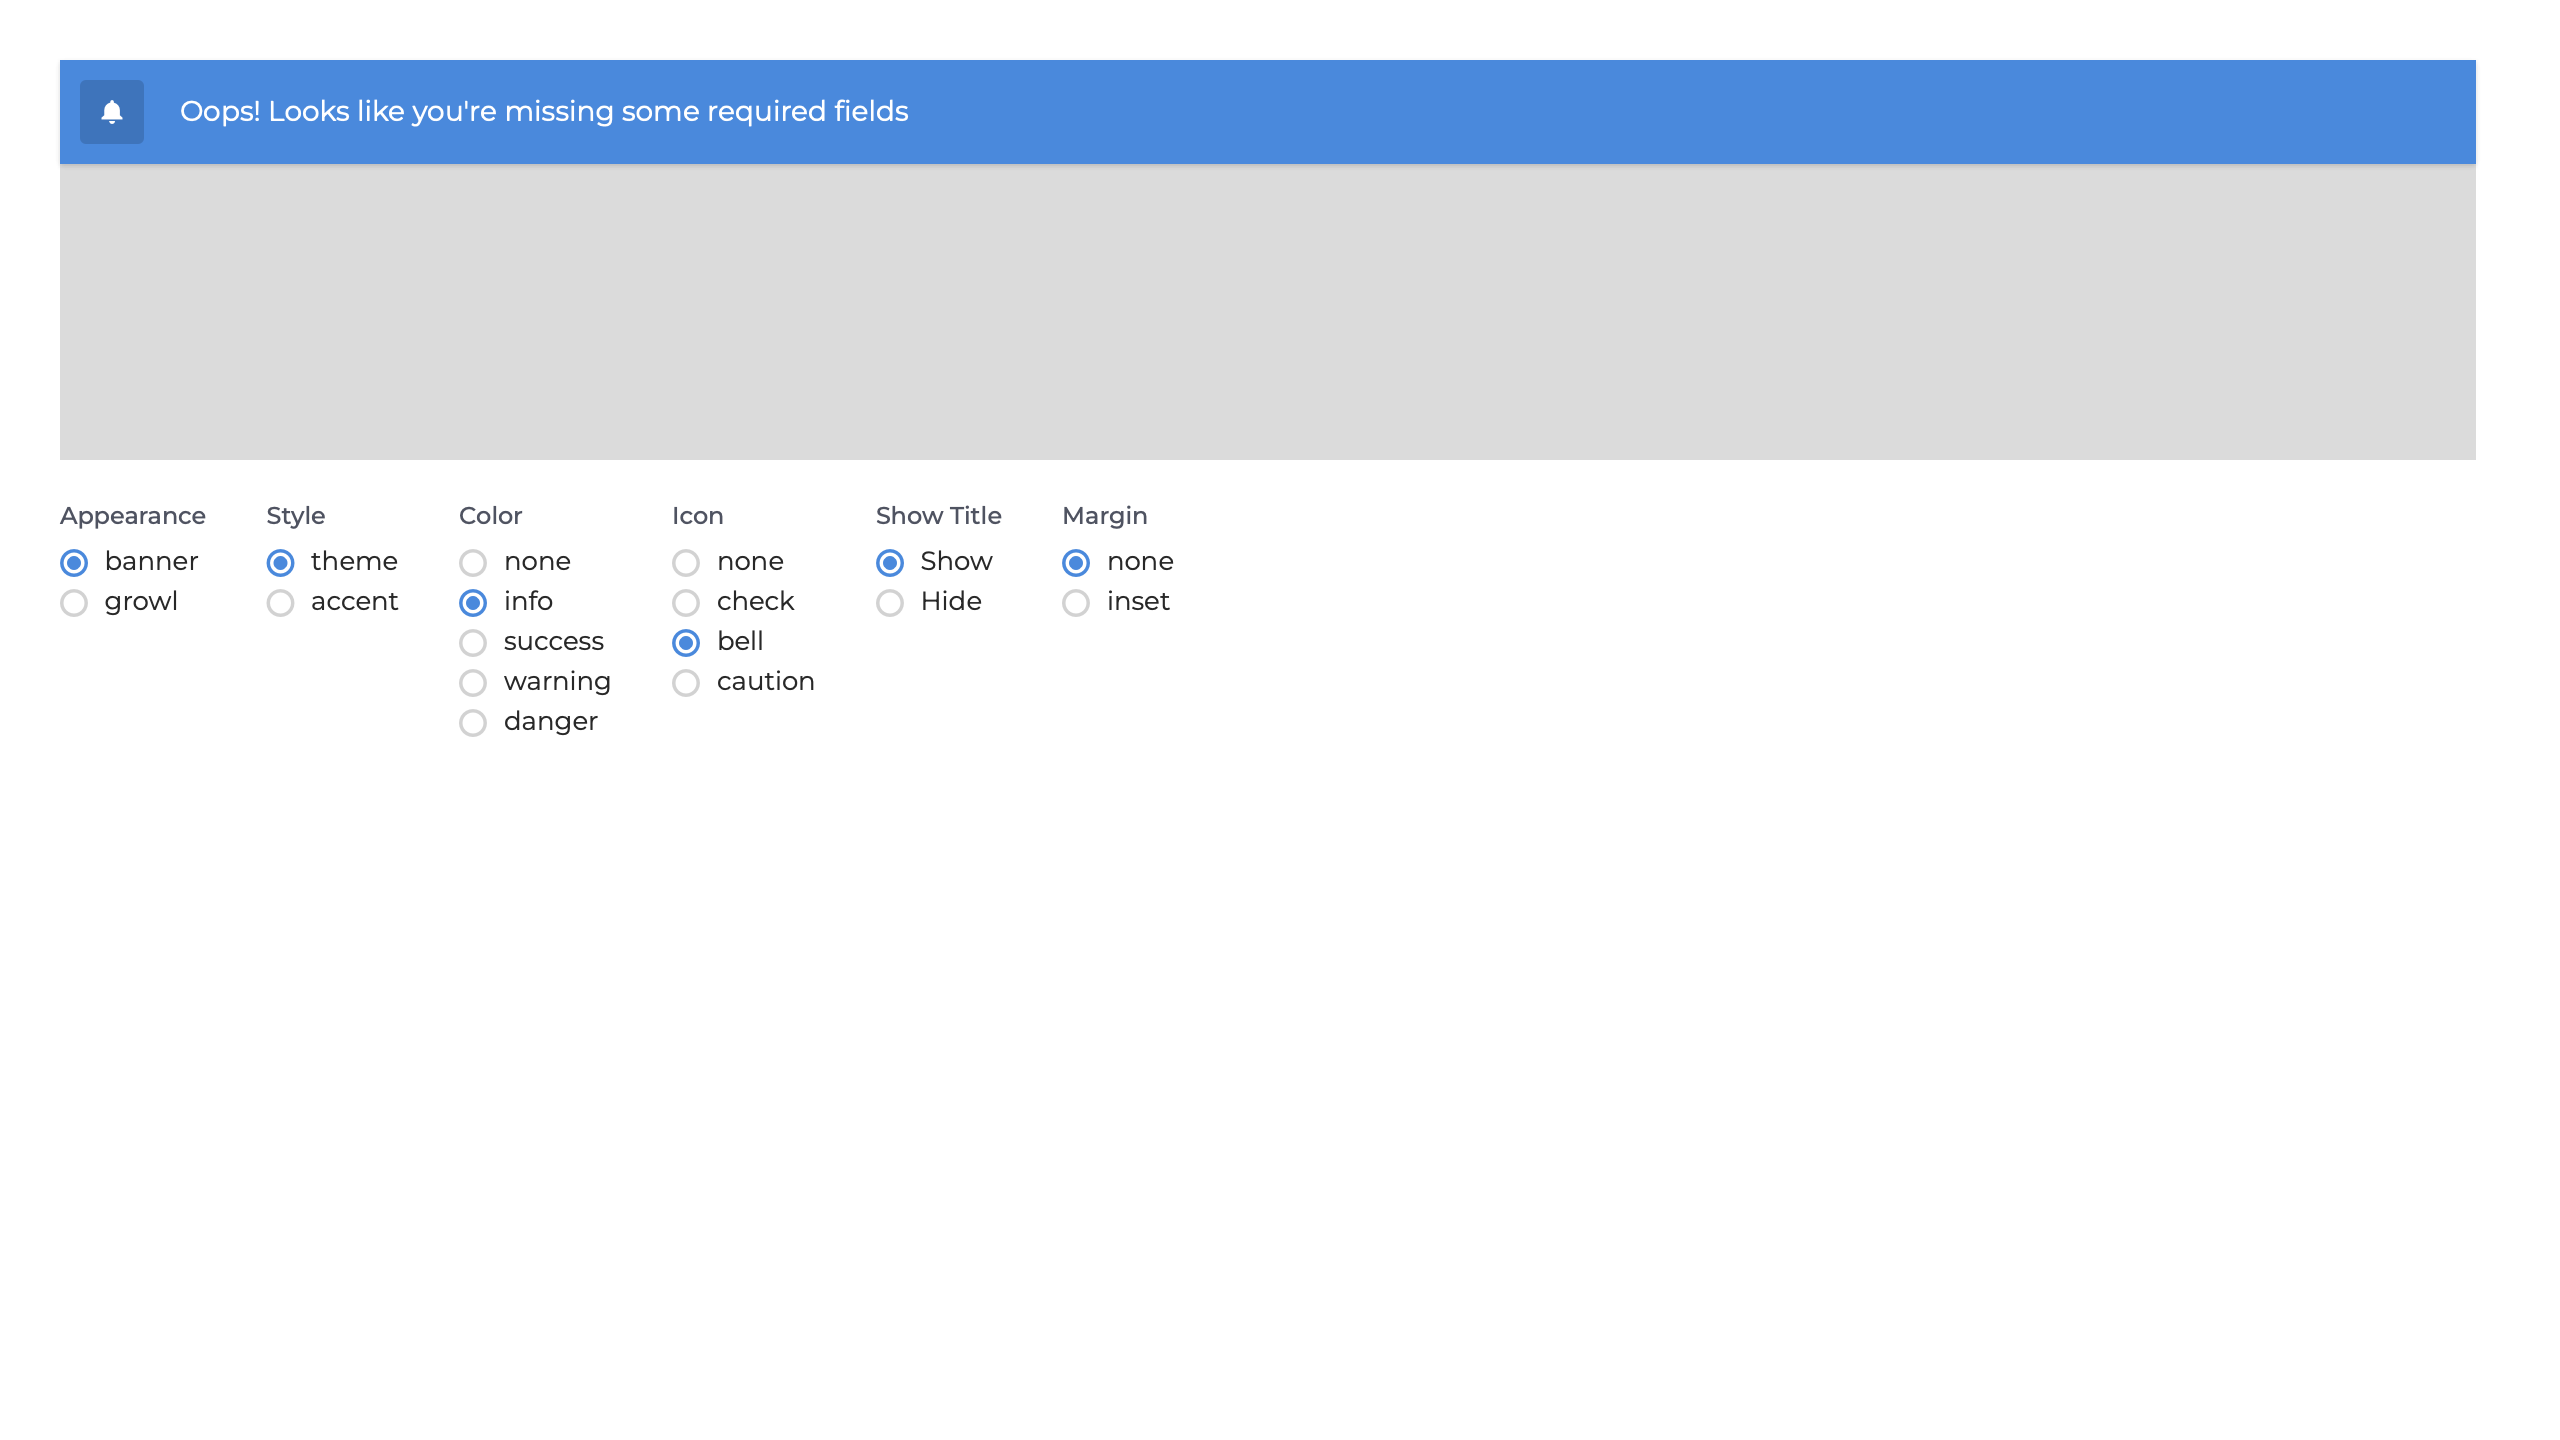 Oops! Looks like you're missing some required fields
Appearance
banner
growl
Style
theme
accent
Color
none
info
success
warning
danger
Icon
none
check
bell
caution
Show Title
Show
Hide
Margin
none
inset